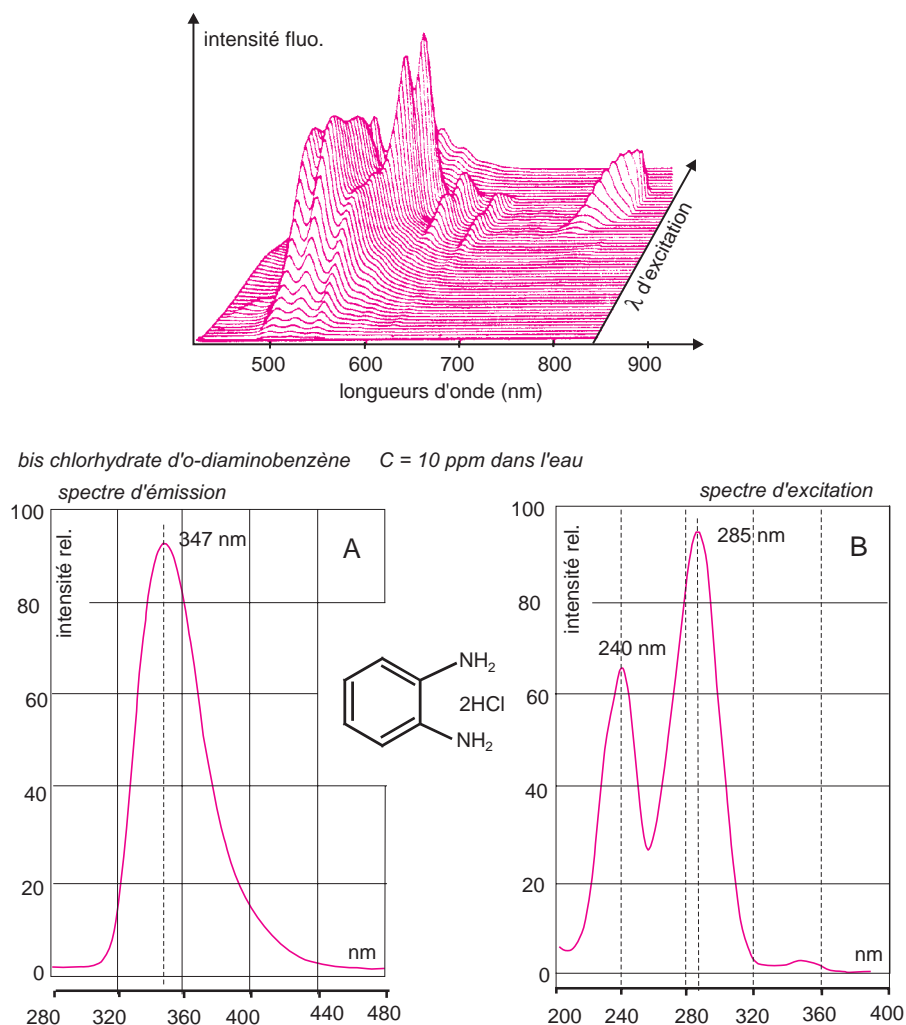 intensité fluo.
λ d'excitation
500 600 700 800 900
longueurs d'onde (nm)
bis chlorhydrate d'o-diaminobenzène C = 10 ppm dans l'eau
spectre d'émission
100
80
60
40
20
0
intensité rel.
347 nm
A
nm
280 320 360 400 440 480
NH2
2HCl
NH2
spectre d'excitation
100
80
60
40
20
0
intensité rel.
285 nm
B
240 nm
nm
200 240 280 320 360 400